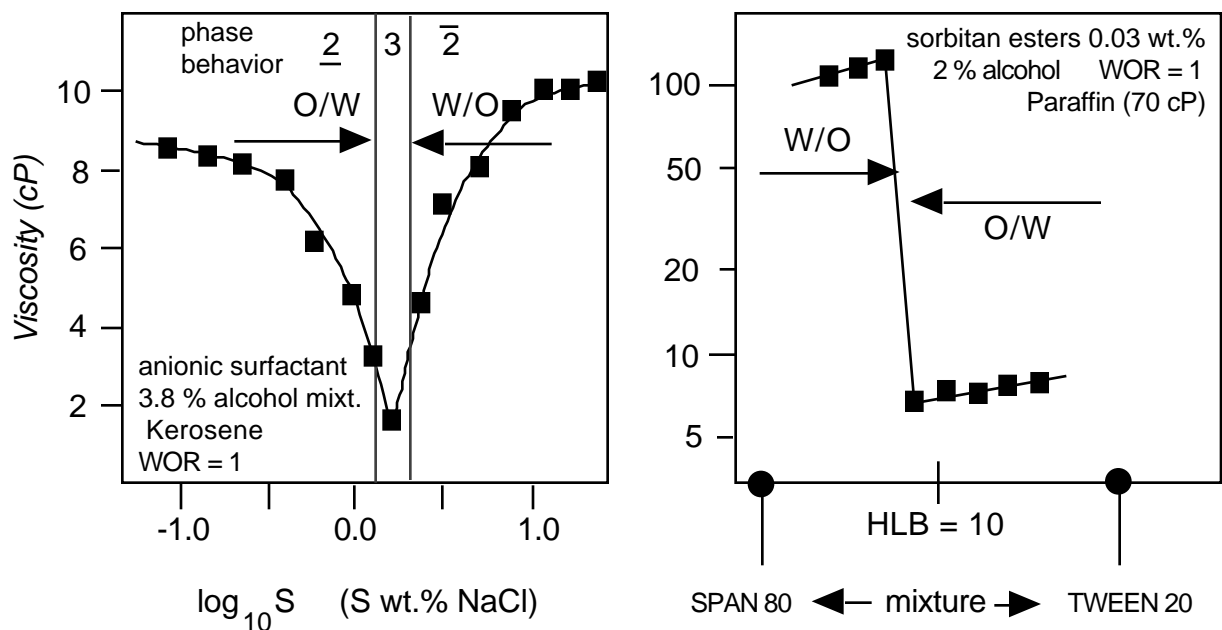 phase
behavior
2 3 2
O/W
W/O
10
8
6
4
2
Viscosity (cP)
anionic surfactant
3.8 % alcohol mixt.
Kerosene
WOR = 1
-1.0 0.0 1.0
log10S (S wt.% NaCl)
sorbitan esters 0.03 wt.%
2 % alcohol WOR = 1
Paraffin (70 cP)
100
50
20
10
5
W/O
O/W
HLB = 10
SPAN 80 mixture TWEEN 20